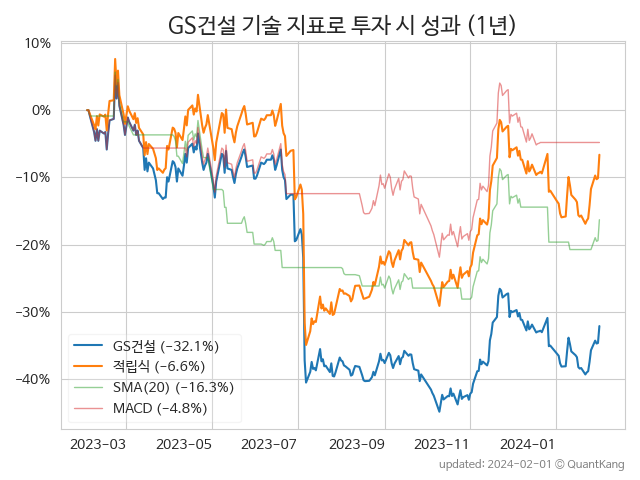 GS건설 기술 지표로 투자 시 성과 (1년)
10%
0%
−10%
−20%
−30%
−40%
GS건설 (−32.1%)
적립식 (−6.6%)
SMA(20) (−16.3%)
MACD (−4.8%)
2023−03 2023−05 2023−07 2023−09 2023−11 2024−01
updated: 2024−02−01 © QuantKang